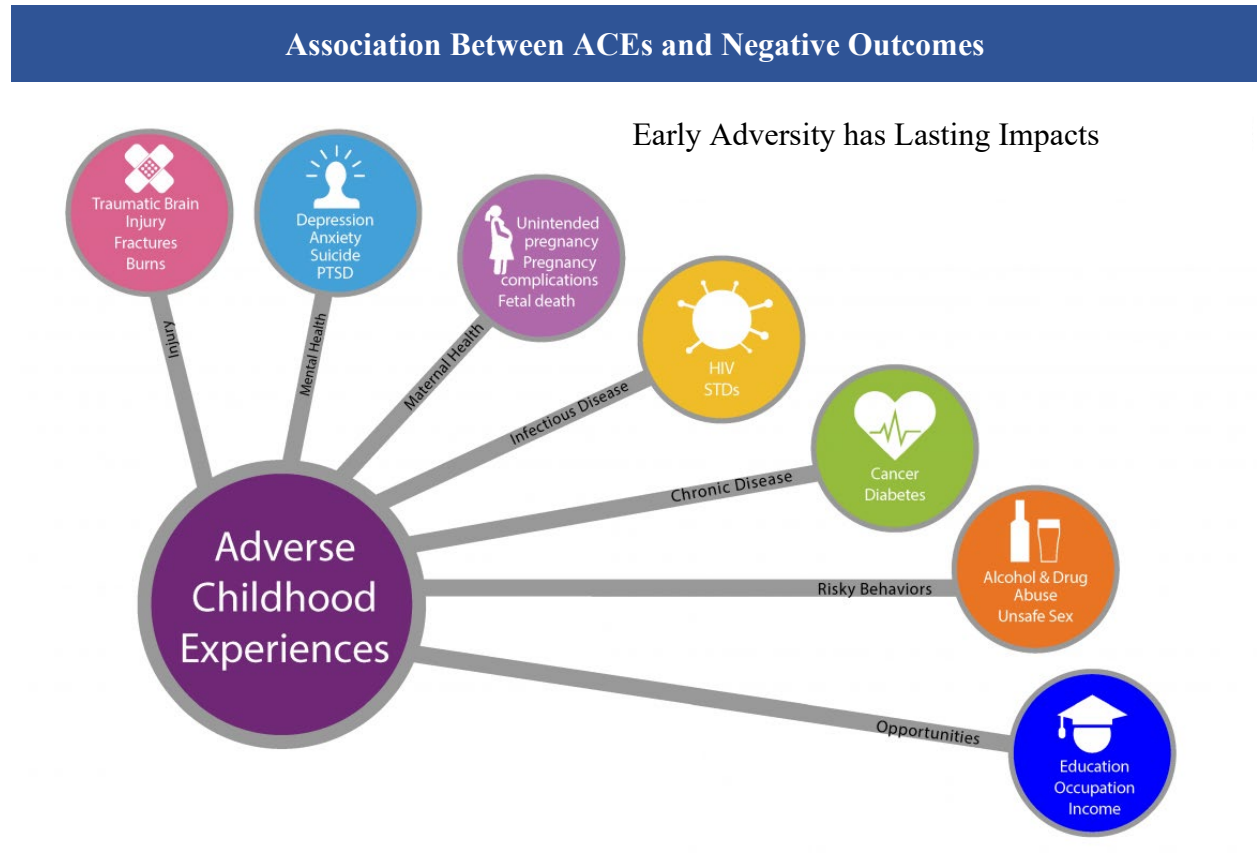 Association Between ACEs and Negative Outcomes
Early Adversity has Lasting Impacts
Traumatic Brain
Injury
Fractures
Burns
Injury
Depression
Anxiety
Suicide
PTSD
Mental Health
Unintended
pregnancy
Pregnancy
complications
Fetal death
Maternal Health
HIV
STDs
Infectious Disease
Cancer
Diabetes
Chronic Disease
Alcohol & Drug
Abuse
Unsafe Sex
Risky Behaviors
Education
Occupation
Income
Opportunities
Adverse
Childhood
Experiences